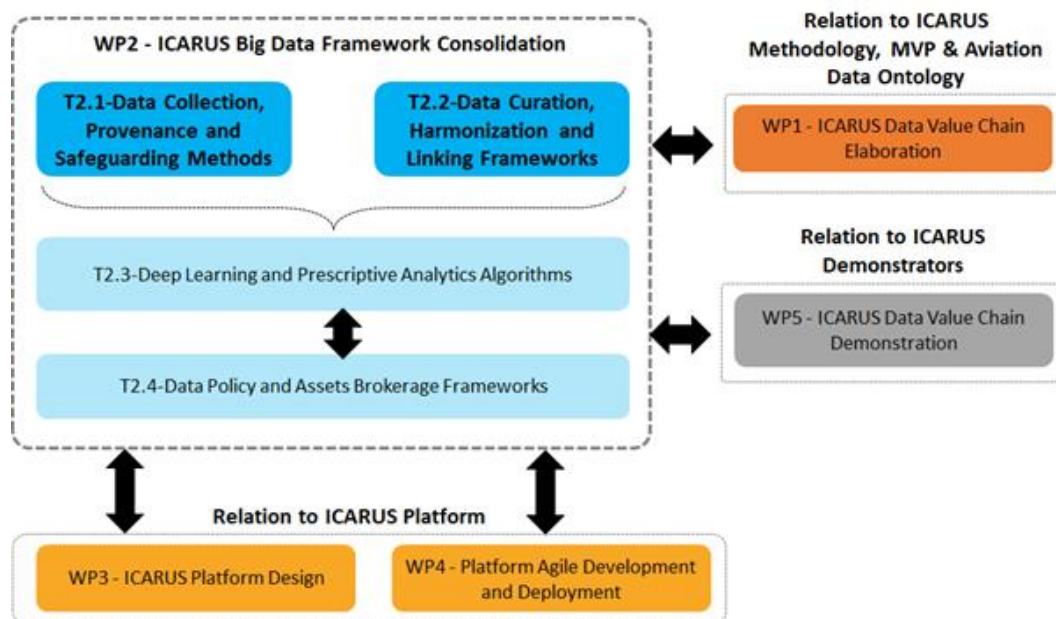 WP2 - ICARUS Big Data Framework Consolidation
T2.1-Data Collection,
Provenance and
Safeguarding Methods
T2.2-Data Curation,
Harmonization and
Linking Frameworks
T2.3-Deep Learning and Prescriptive Analytics Algorithms
T2.4-Data Policy and Assets Brokerage Frameworks
Relation to ICARUS
Methodology, MVP & Aviation
Data Ontology
WP1 - ICARUS Data Value Chain
Elaboration
Relation to ICARUS
Demonstrators
WP5 - ICARUS Data Value Chain
Demonstration
Relation to ICARUS Platform
WP3 - ICARUS Platform Design
WP4 - Platform Agile Development
and Deployment